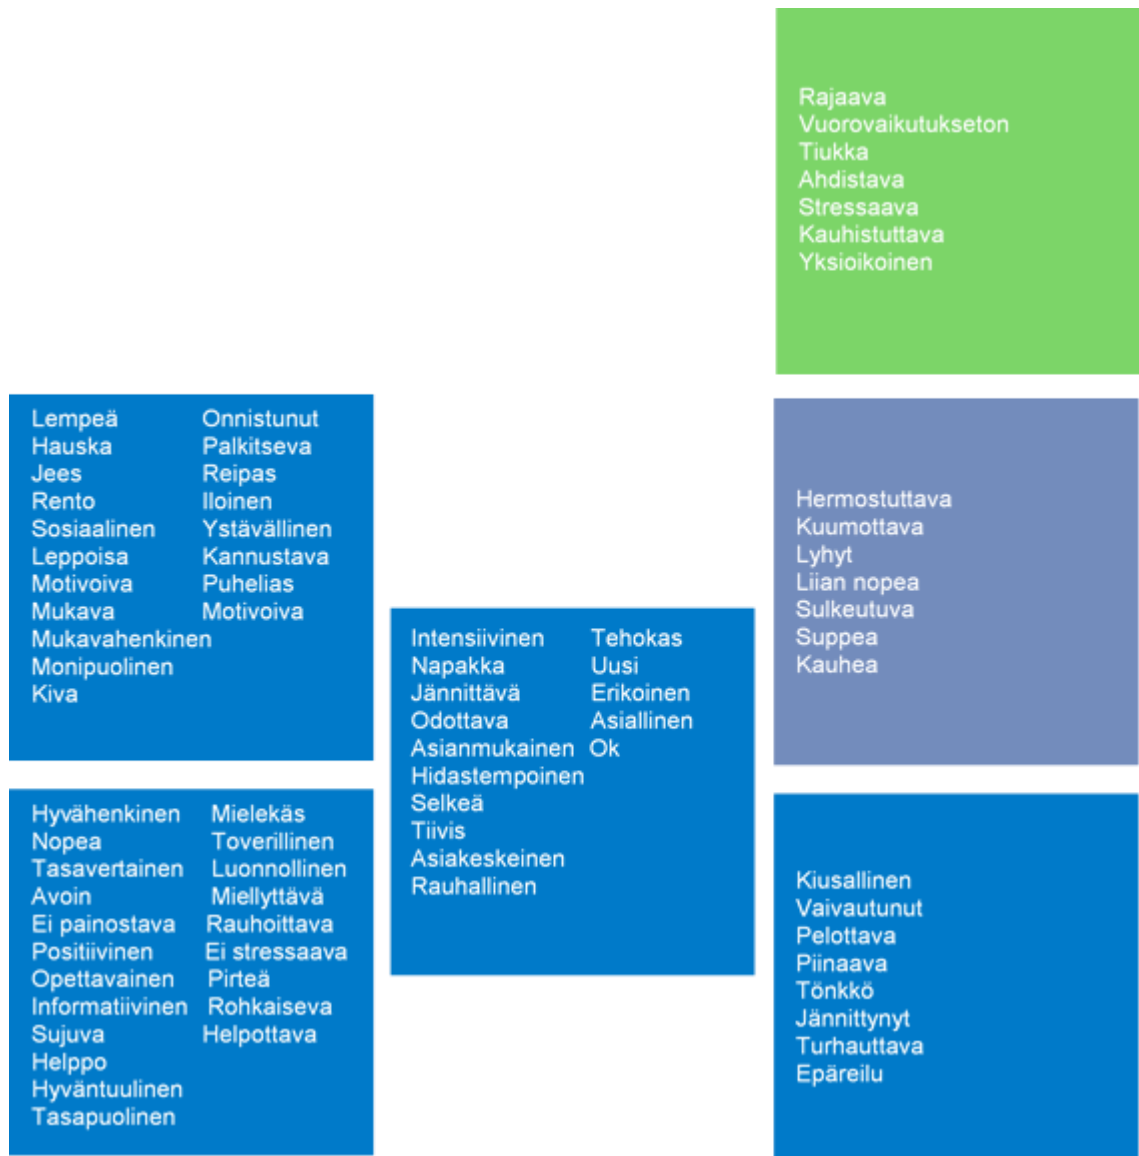 Rajaava
Vuorovaikutukseton
Tiukka
Ahdistava
Stressaava
Kauhistuttava
Yksioikoinen
Lempeä Onnistunut
Hauska Palkitseva
Jees Reipas
Rento Iloinen
Sosiaalinen Ystävällinen
Leppoisa Kannustava
Motivoiva Puhelias
Mukava Motivoiva
Mukavahenkinen
Monipuolinen
Kiva
Hermostuttava
Kuumottava
Lyhyt
Liian nopea
Sulkeutuva
Suppea
Kauhea
Intensiivinen Tehokas
Napakka Uusi
Jännittävä Erikoinen
Odottava Asiallinen
Asianmukainen Ok
Hidastempoinen
Selkeä
Tiivis
Asiakeskeinen
Rauhallinen
Hyvähenkinen Mielekäs
Nopea Toverillinen
Tasavertainen Luonnollinen
Avoin Miellyttävä
Ei painostava Rauhoittava
Positiivinen Ei stressaava
Opettavainen Pirteä
Informatiivinen Rohkaiseva
Sujuva Helpottava
Helppo
Hyväntuulinen
Tasapuolinen
Kiusallinen
Vaivautunut
Pelottava
Piinaava
Tönkkö
Jännittynyt
Turhauttava
Epäreilu